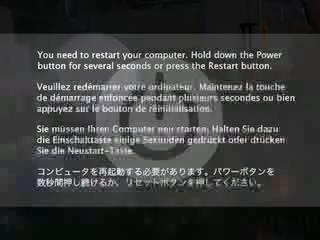 You need to restart your computer. Hold down the Power
button for several seconds or press the Restart button.
Veuillez redémarrer votre ordinateur. Maintenez la touche
de démarrage enfoncée pendant plusieurs secondes ou bien
appuyez sur le bouton de réinitialisation.
Sie müssen Ihren Computer neu starten. Halten Sie dazu
die Einschalttaste einige Sekunden gedrückt oder drücken
Sie die Neustart-Taste.
コンピュータを再起動する必要があります。パワーボタンを
数秒間押し続けるか、リセットボタンを押してください。